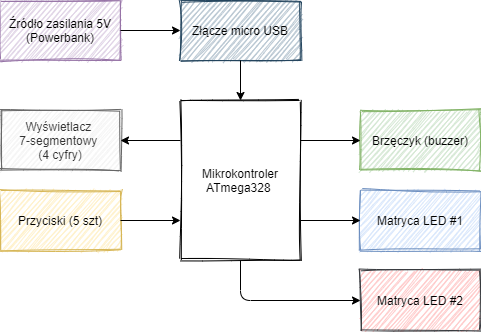 Źródło zasilania 5V
(Powerbank)
Złącze micro USB
Wyświetlacz
7-segmentowy
(4 cyfry)
Mikrokontroler
ATmega328
Brzęczyk (buzzer)
Przyciski (5 szt)
Matryca LED #1
Matryca LED #2